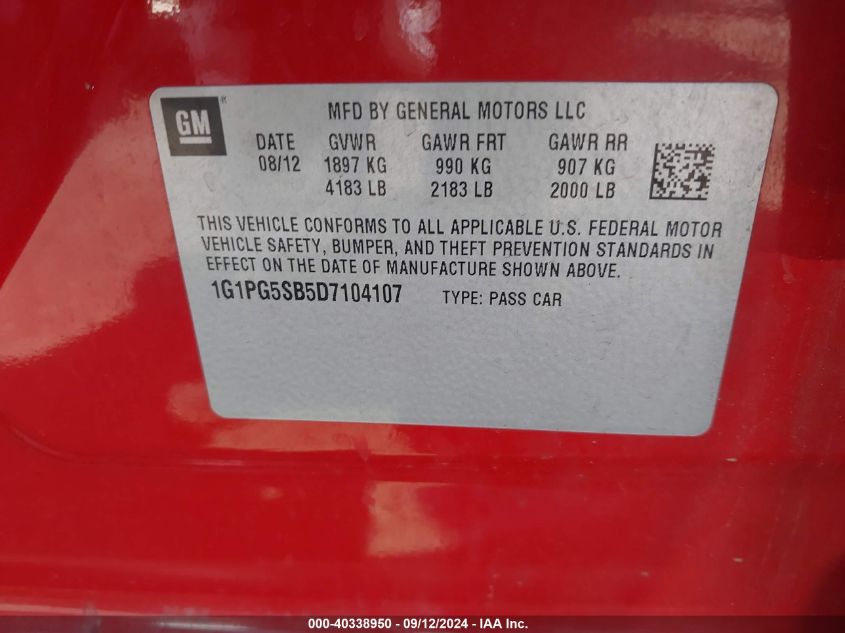 GM ® MFD BY GENERAL MOTORS LLC
DATE GVWR GAWR FRT GAWR RR
08/12 1897 KG 990 KG 907 KG
4183 LB 2183 LB 2000 LB
THIS VEHICLE CONFORMS TO ALL APPLICABLE U.S. FEDERAL MOTOR
VEHICLE SAFETY, BUMPER, AND THEFT PREVENTION STANDARDS IN
EFFECT ON THE DATE OF MANUFACTURE SHOWN ABOVE.
1G1PG5SB5D7104107 TYPE: PASS CAR
000-40338950 - 09/12/2024 - IAA Inc.